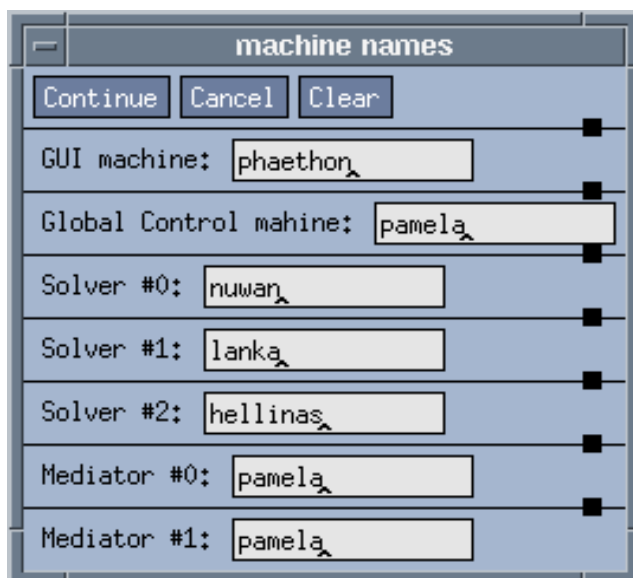 machine names
Continue Cancel Clear
GUI machine: phaethon
Global Control mahine: pamela
Solver #0: nuwan
Solver #1: lanka
Solver #2: hellinas
Mediator #0: pamela
Mediator #1: pamela